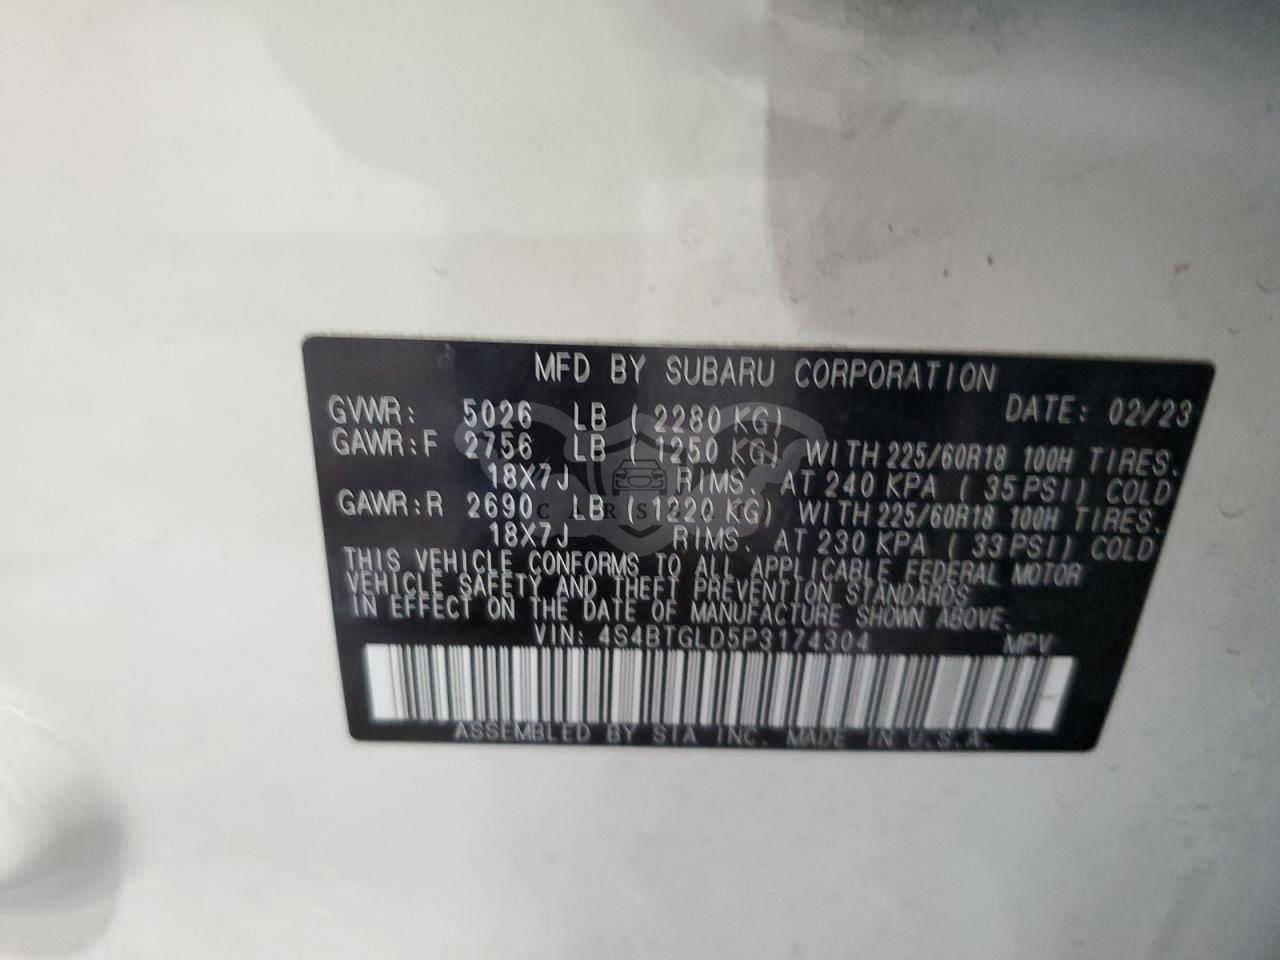 MFD BY SUBARU CORPORATION
GVWR: 5026 LB (2280 KG) DATE: 02/23
GAWR:F 2756 LB (1250 KG) WITH 225/60R18 100H TIRES.
18X7J RIMS. AT 240 KPA (35 PSI) COLD
GAWR:R 2690 LB (1220 KG) WITH 225/60R18 100H TIRES.
18X7J RIMS. AT 230 KPA (33 PSI) COLD
THIS VEHICLE CONFORMS TO ALL APPLICABLE FEDERAL MOTOR
VEHICLE SAFETY AND THEFT PREVENTION STANDARDS
IN EFFECT ON THE DATE OF MANUFACTURE SHOWN ABOVE.
VIN: 4S4BTGLD5P3174304 MPV
ASSEMBLED BY SIA INC. MADE IN U.S.A.